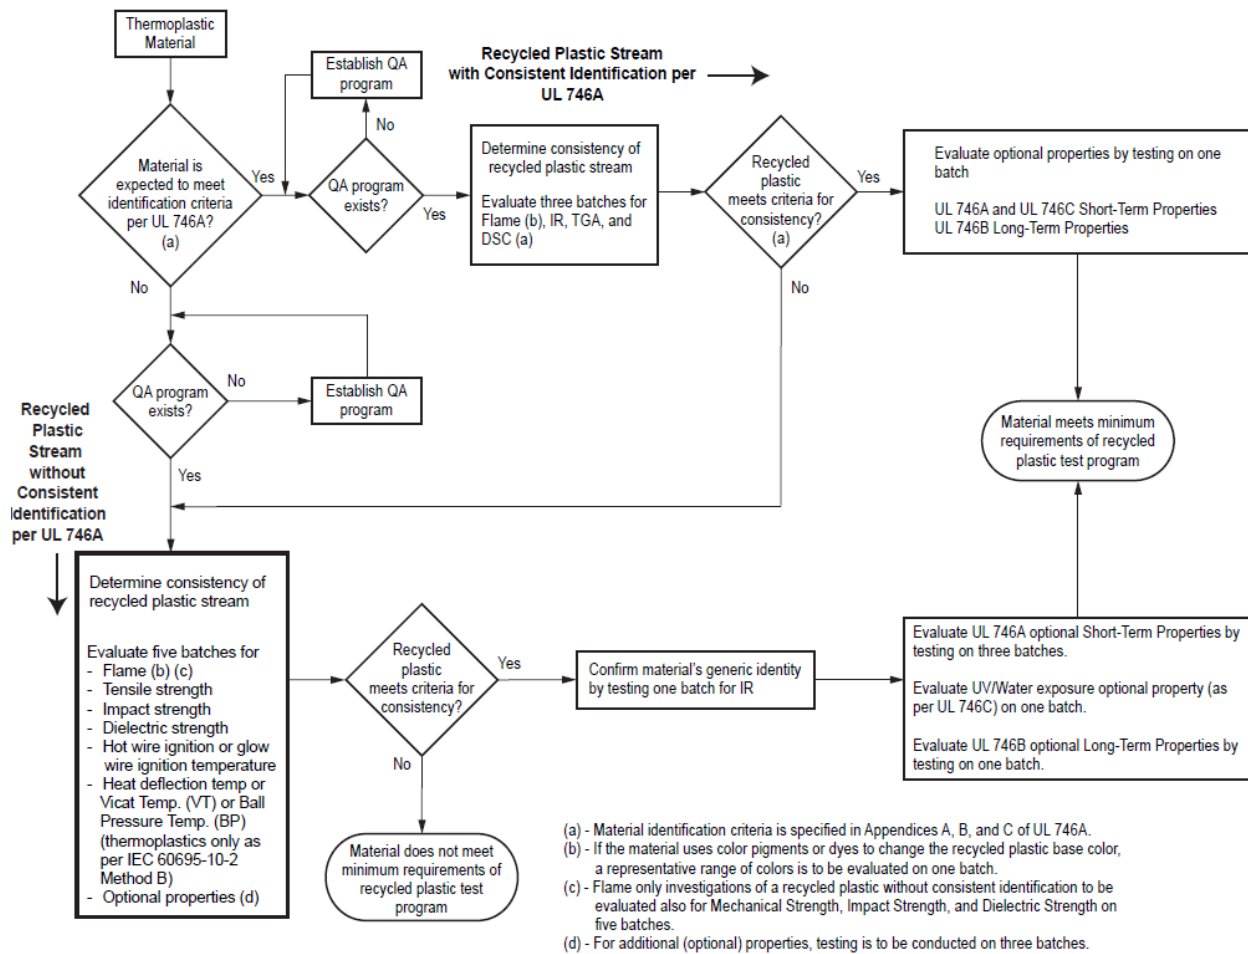 Thermoplastic
Material
Establish QA
program
Recycled Plastic Stream
with Consistent Identification per
UL 746A
No
Material is
expected to meet
identification criteria
per UL 746A?
(a)
Yes
QA program
exists?
Yes
Determine consistency of
recycled plastic stream
Evaluate three batches for
Flame (b), IR, TGA, and
DSC (a)
Recycled
plastic
meets criteria for
consistency?
(a)
Yes
Evaluate optional properties by testing on one
batch
UL 746A and UL 746C Short-Term Properties
UL 746B Long-Term Properties
No
No
QA program
exists?
No
Establish QA
program
Yes
Recycled
Plastic
Stream
without
Consistent
Identification
per UL 746A
Material meets minimum
requirements of recycled
plastic test program
Determine consistency of
recycled plastic stream
Evaluate five batches for
- Flame (b) (c)
- Tensile strength
- Impact strength
- Dielectric strength
- Hot wire ignition or glow
wire ignition temperature
- Heat deflection temp or
Vicat Temp. (VT) or Ball
Pressure Temp. (BP)
(thermoplastics only as
per IEC 60695-10-2
Method B)
- Optional properties (d)
Recycled
plastic
meets criteria for
consistency?
Yes
No
Confirm material's generic identity
by testing one batch for IR
Evaluate UL 746A optional Short-Term Properties by
testing on three batches.
Evaluate UV/Water exposure optional property (as
per UL 746C) on one batch.
Evaluate UL 746B optional Long-Term Properties by
testing on one batch.
Material does not meet
minimum requirements of
recycled plastic test
program
(a) - Material identification criteria is specified in Appendices A, B, and C of UL 746A.
(b) - If the material uses color pigments or dyes to change the recycled plastic base color,
a representative range of colors is to be evaluated on one batch.
(c) - Flame only investigations of a recycled plastic without consistent identification to be
evaluated also for Mechanical Strength, Impact Strength, and Dielectric Strength on
five batches.
(d) - For additional (optional) properties, testing is to be conducted on three batches.